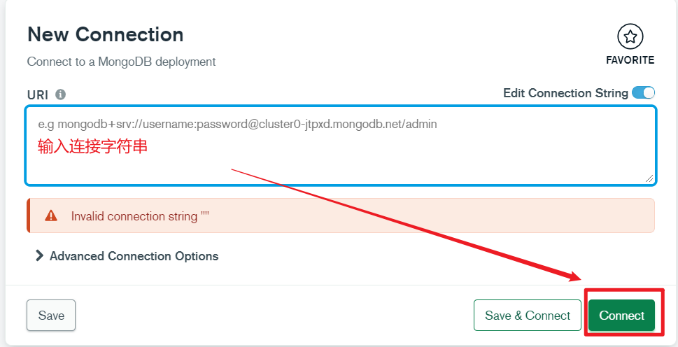 New Connection
FAVORITE
Connect to a MongoDB deployment
URI
Edit Connection String
e.g mongodb+srv://username:password@cluster0-jtpxd.mongodb.net/admin
输入连接字符串
Invalid connection string ""
Advanced Connection Options
Save
Save & Connect
Connect